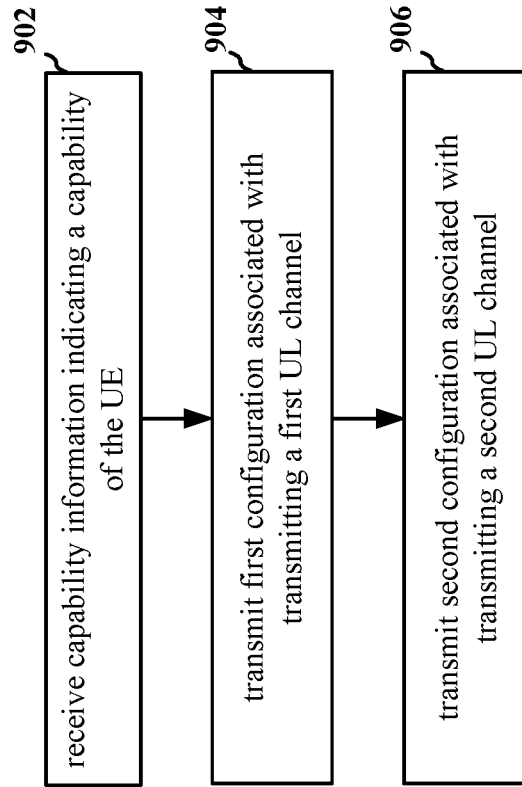 902
receive capability information indicating a capability
of the UE
904
transmit first configuration associated with
transmitting a first UL channel
906
transmit second configuration associated with
transmitting a second UL channel